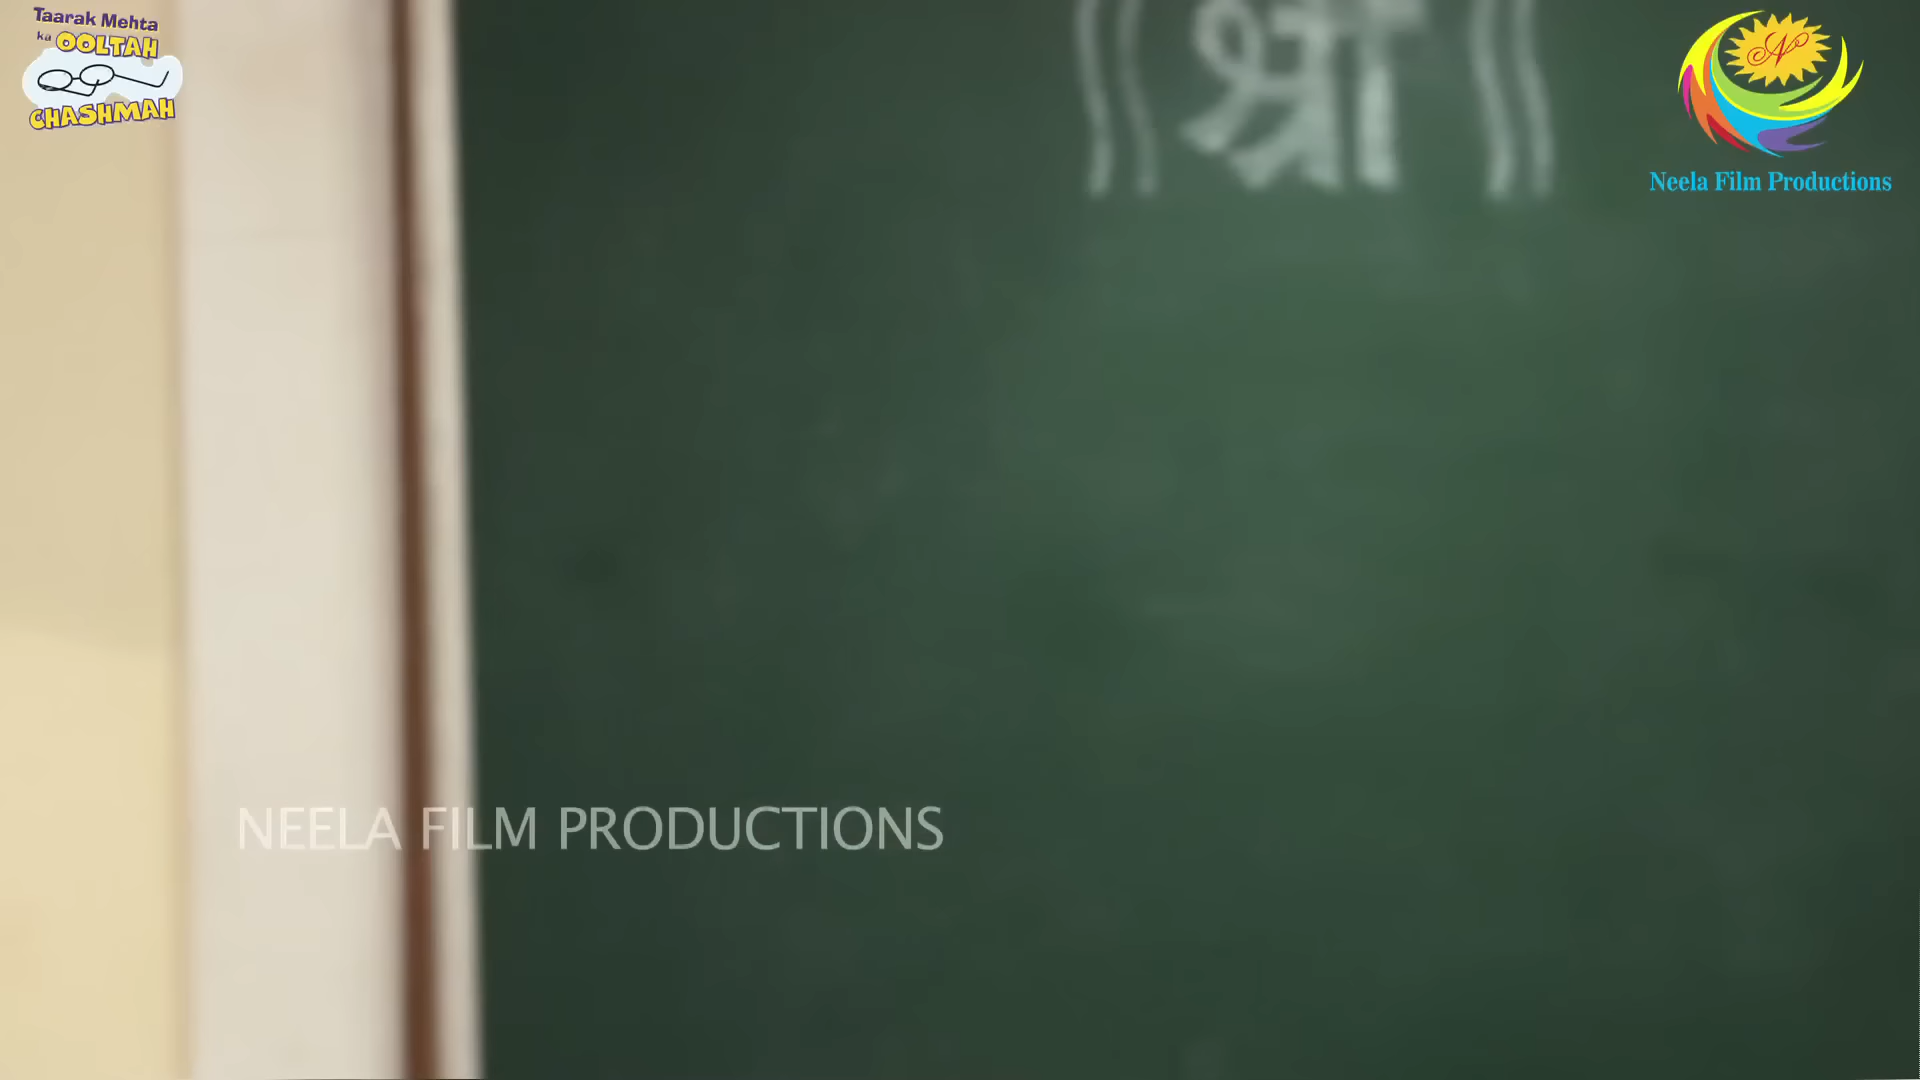 Taarak Mehta
ka OOLTAH
CHASHMAH
N
Neela Film Productions
॥ श्री ॥
NEELA FILM PRODUCTIONS